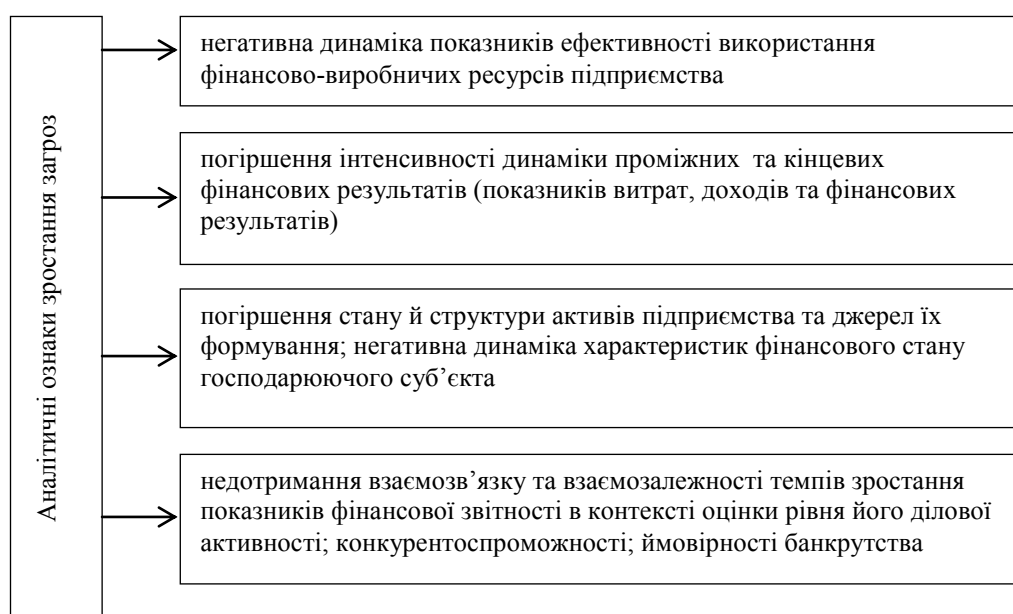 Аналітичні ознаки зростання загроз
негативна динаміка показників ефективності використання
фінансово-виробничих ресурсів підприємства
погіршення інтенсивності динаміки проміжних та кінцевих
фінансових результатів (показників витрат, доходів та фінансових
результатів)
погіршення стану й структури активів підприємства та джерел їх
формування; негативна динаміка характеристик фінансового стану
господарюючого суб’єкта
недотримання взаємозв’язку та взаємозалежності темпів зростання
показників фінансової звітності в контексті оцінки рівня його ділової
активності; конкурентоспроможності; ймовірності банкрутства